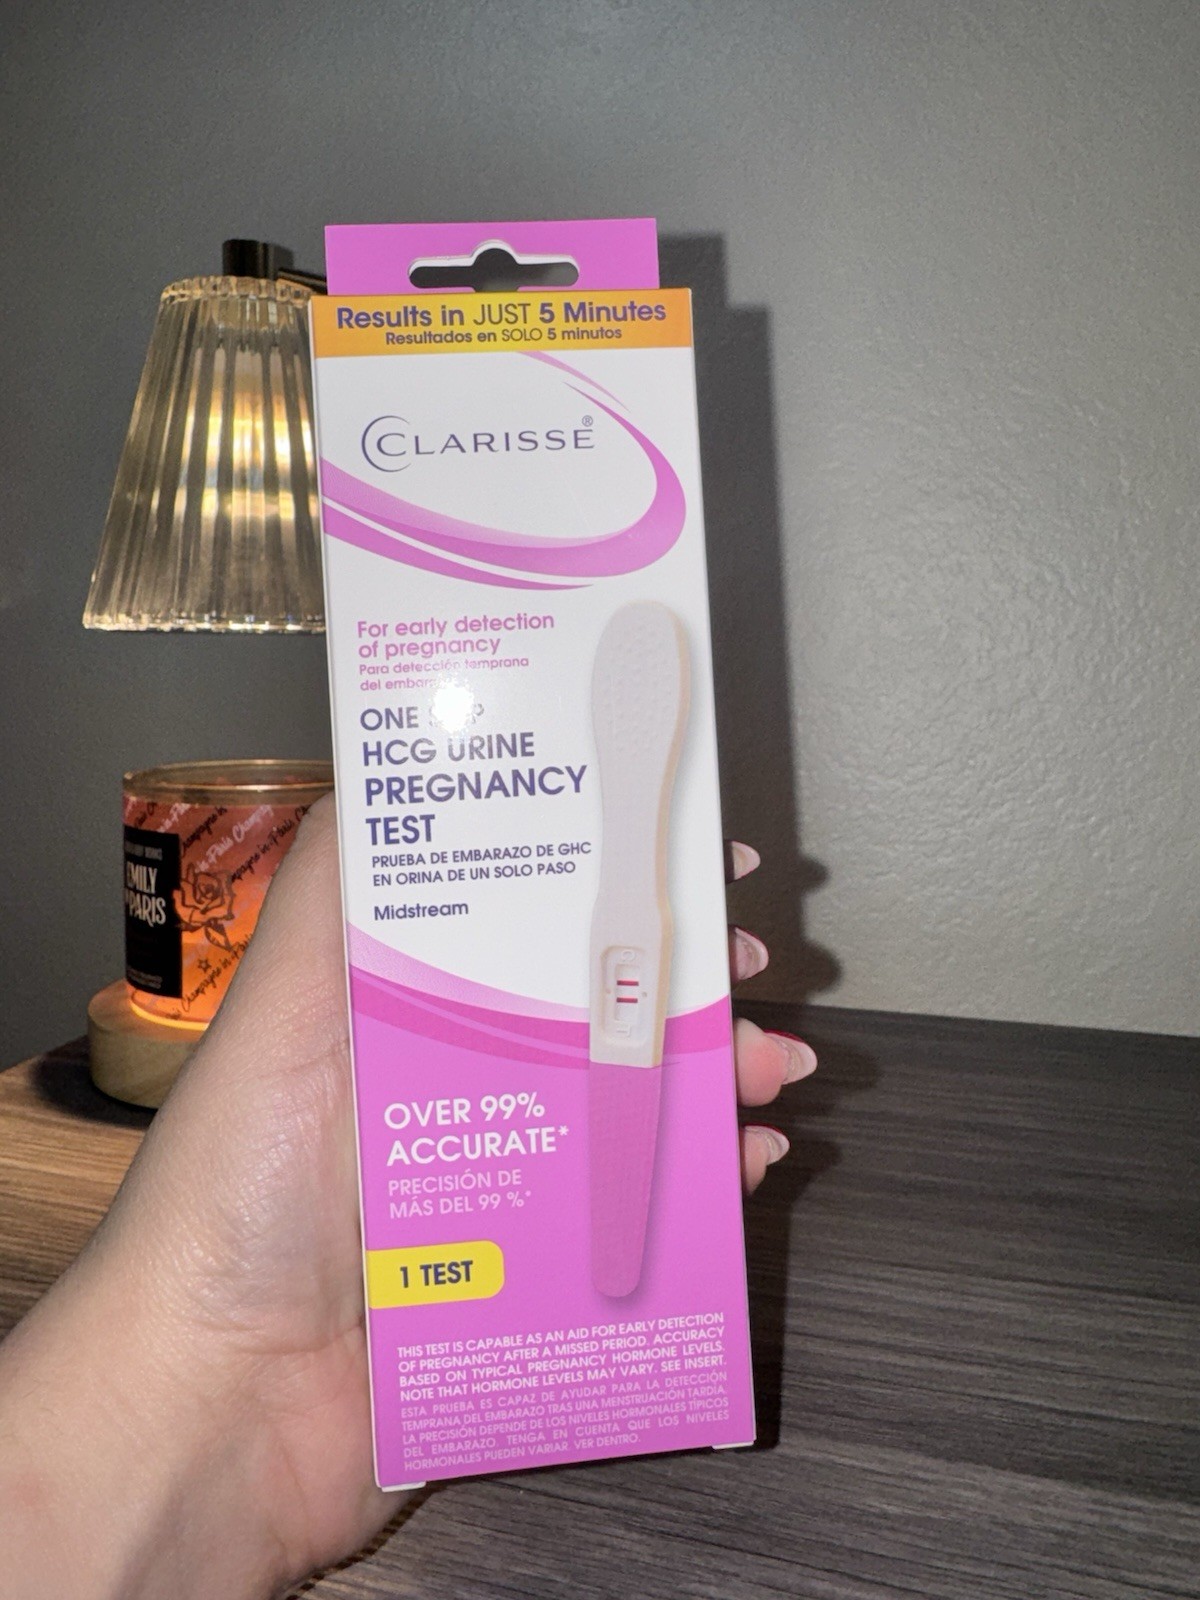 Results in JUST 5 Minutes
Resultados en SOLO 5 minutos
CLARISSE®
For early detection
of pregnancy
Para detección temprana
del
ONE
HCG URINE
PREGNANCY
TEST
PRUEBA DE EMBARAZO DE GHC
EN ORINA DE UN SOLO PASO
Midstream
OVER 99%
ACCURATE*
PRECISIÓN DE
MÁS DEL 99 %*
1 TEST
THIS TEST IS CAPABLE AS AN AID FOR EARLY DETECTION
OF PREGNANCY AFTER A MISSED PERIOD. ACCURACY
BASED ON TYPICAL PREGNANCY HORMONE LEVELS.
NOTE THAT HORMONE LEVELS MAY VARY. SEE INSERT.
ESTA PRUEBA ES CAPAZ DE AYUDAR PARA LA DETECCIÓN
TEMPRANA DEL EMBARAZO TRAS UNA MENSTRUACIÓN TARDÍA.
LA PRECISIÓN DEPENDE DE LOS NIVELES HORMONALES TÍPICOS
DEL EMBARAZO. TENGA EN CUENTA QUE LOS NIVELES
HORMONALES PUEDEN VARIAR. VER DENTRO.
EMILY
PARIS
Champagne in Paris